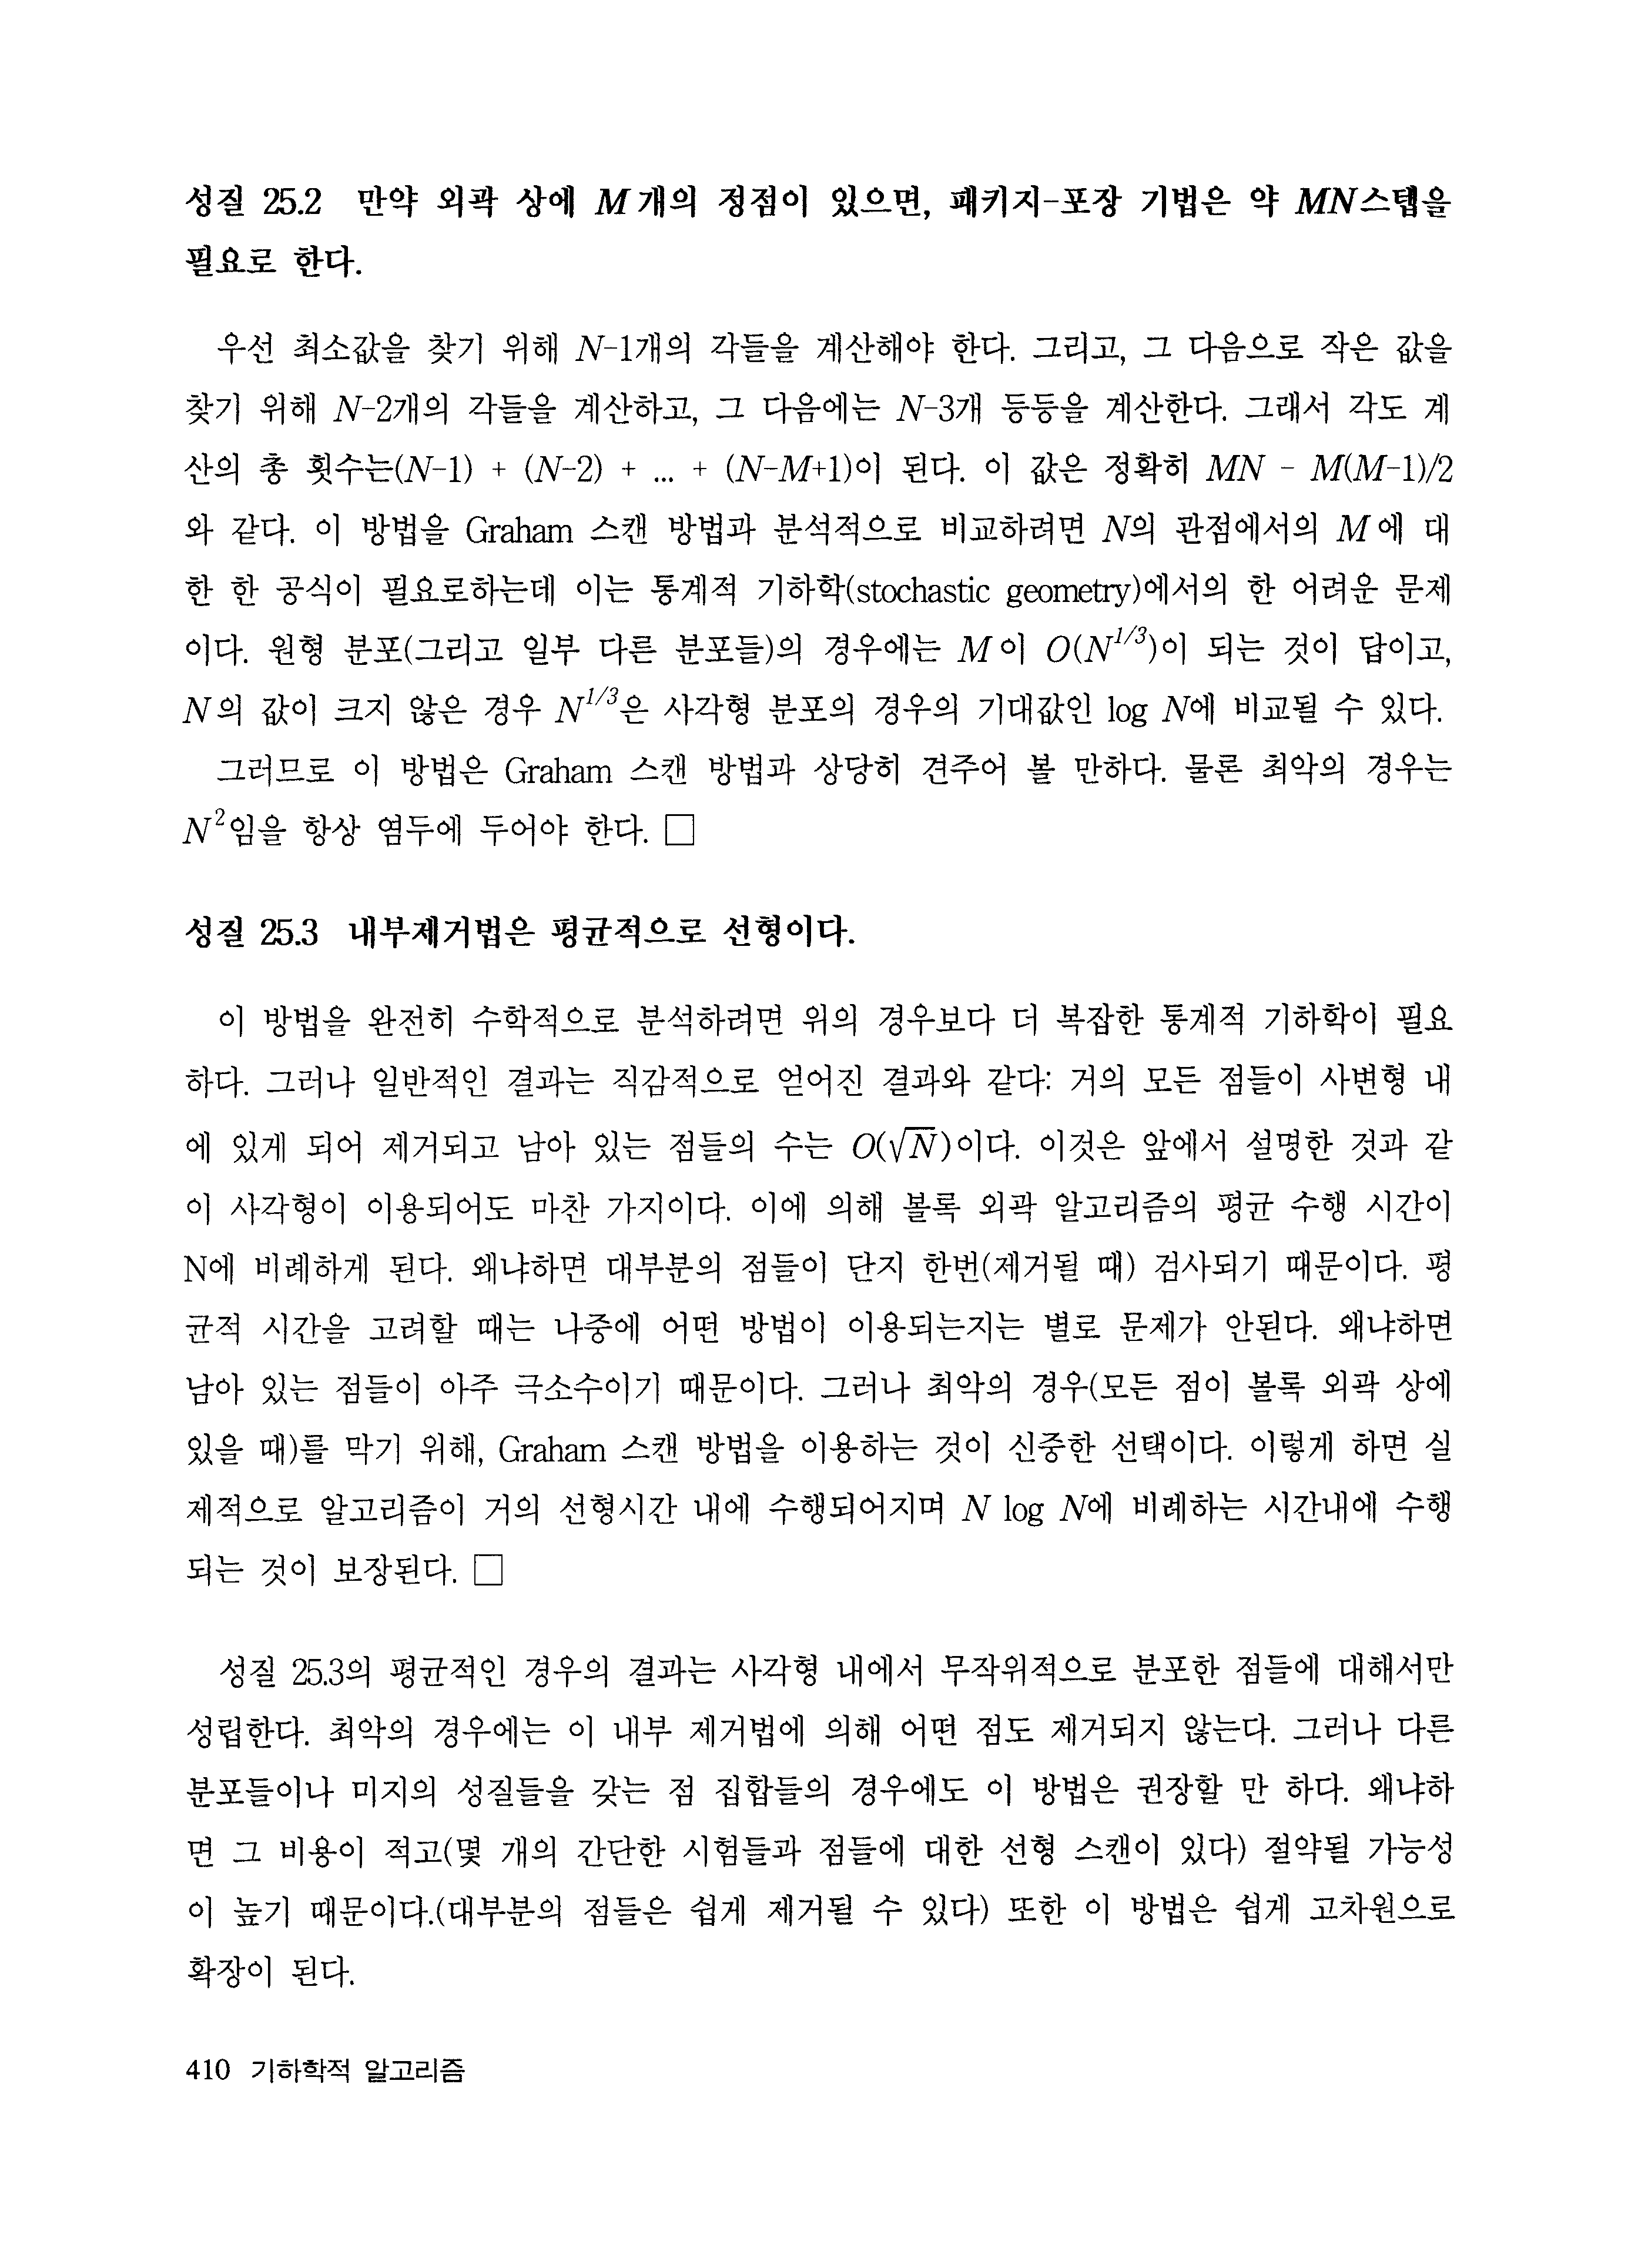 성질 25.2 만약 외곽 상에 M개의 정점이 있으면, 패키지-포장 기법은 약 MN스텝을
필요로 한다.
우선 최소값을 찾기 위해 N-1개의 각들을 계산해야 한다. 그리고, 그 다음으로 작은 값을
찾기 위해 N-2개의 각들을 계산하고, 그 다음에는 N-3개 등등을 계산한다. 그래서 각도 계
산의 총 횟수는(N-1) + (N-2) + ... + (N-M+1)이 된다. 이 값은 정확히 MN - M(M-1)/2
와 같다. 이 방법을 Graham 스캔 방법과 분석적으로 비교하려면 N의 관점에서의 M에 대
한 한 공식이 필요로하는데 이는 통계적 기하학(stochastic geometry)에서의 한 어려운 문제
이다. 원형 분포(그리고 일부 다른 분포들)의 경우에는 M이 O(N^{1/3})이 되는 것이 답이고,
N의 값이 크지 않은 경우 N^{1/3}은 사각형 분포의 경우의 기대값인 log N에 비교될 수 있다.
그러므로 이 방법은 Graham 스캔 방법과 상당히 견주어 볼 만하다. 물론 최악의 경우는
N²임을 항상 염두에 두어야 한다. □
성질 25.3 내부제거법은 평균적으로 선형이다.
이 방법을 완전히 수학적으로 분석하려면 위의 경우보다 더 복잡한 통계적 기하학이 필요
하다. 그러나 일반적인 결과는 직감적으로 얻어진 결과와 같다: 거의 모든 점들이 사변형 내
에 있게 되어 제거되고 남아 있는 점들의 수는 O(√N)이다. 이것은 앞에서 설명한 것과 같
이 사각형이 이용되어도 마찬 가지이다. 이에 의해 볼록 외곽 알고리즘의 평균 수행 시간이
N에 비례하게 된다. 왜냐하면 대부분의 점들이 단지 한번(제거될 때) 검사되기 때문이다. 평
균적 시간을 고려할 때는 나중에 어떤 방법이 이용되는지는 별로 문제가 안된다. 왜냐하면
남아 있는 점들이 아주 극소수이기 때문이다. 그러나 최악의 경우(모든 점이 볼록 외곽 상에
있을 때)를 막기 위해, Graham 스캔 방법을 이용하는 것이 신중한 선택이다. 이렇게 하면 실
제적으로 알고리즘이 거의 선형시간 내에 수행되어지며 N log N에 비례하는 시간내에 수행
되는 것이 보장된다. □
성질 25.3의 평균적인 경우의 결과는 사각형 내에서 무작위적으로 분포한 점들에 대해서만
성립한다. 최악의 경우에는 이 내부 제거법에 의해 어떤 점도 제거되지 않는다. 그러나 다른
분포들이나 미지의 성질들을 갖는 점 집합들의 경우에도 이 방법은 권장할 만 하다. 왜냐하
면 그 비용이 적고(몇 개의 간단한 시험들과 점들에 대한 선형 스캔이 있다) 절약될 가능성
이 높기 때문이다.(대부분의 점들은 쉽게 제거될 수 있다) 또한 이 방법은 쉽게 고차원으로
확장이 된다.
410 기하학적 알고리즘